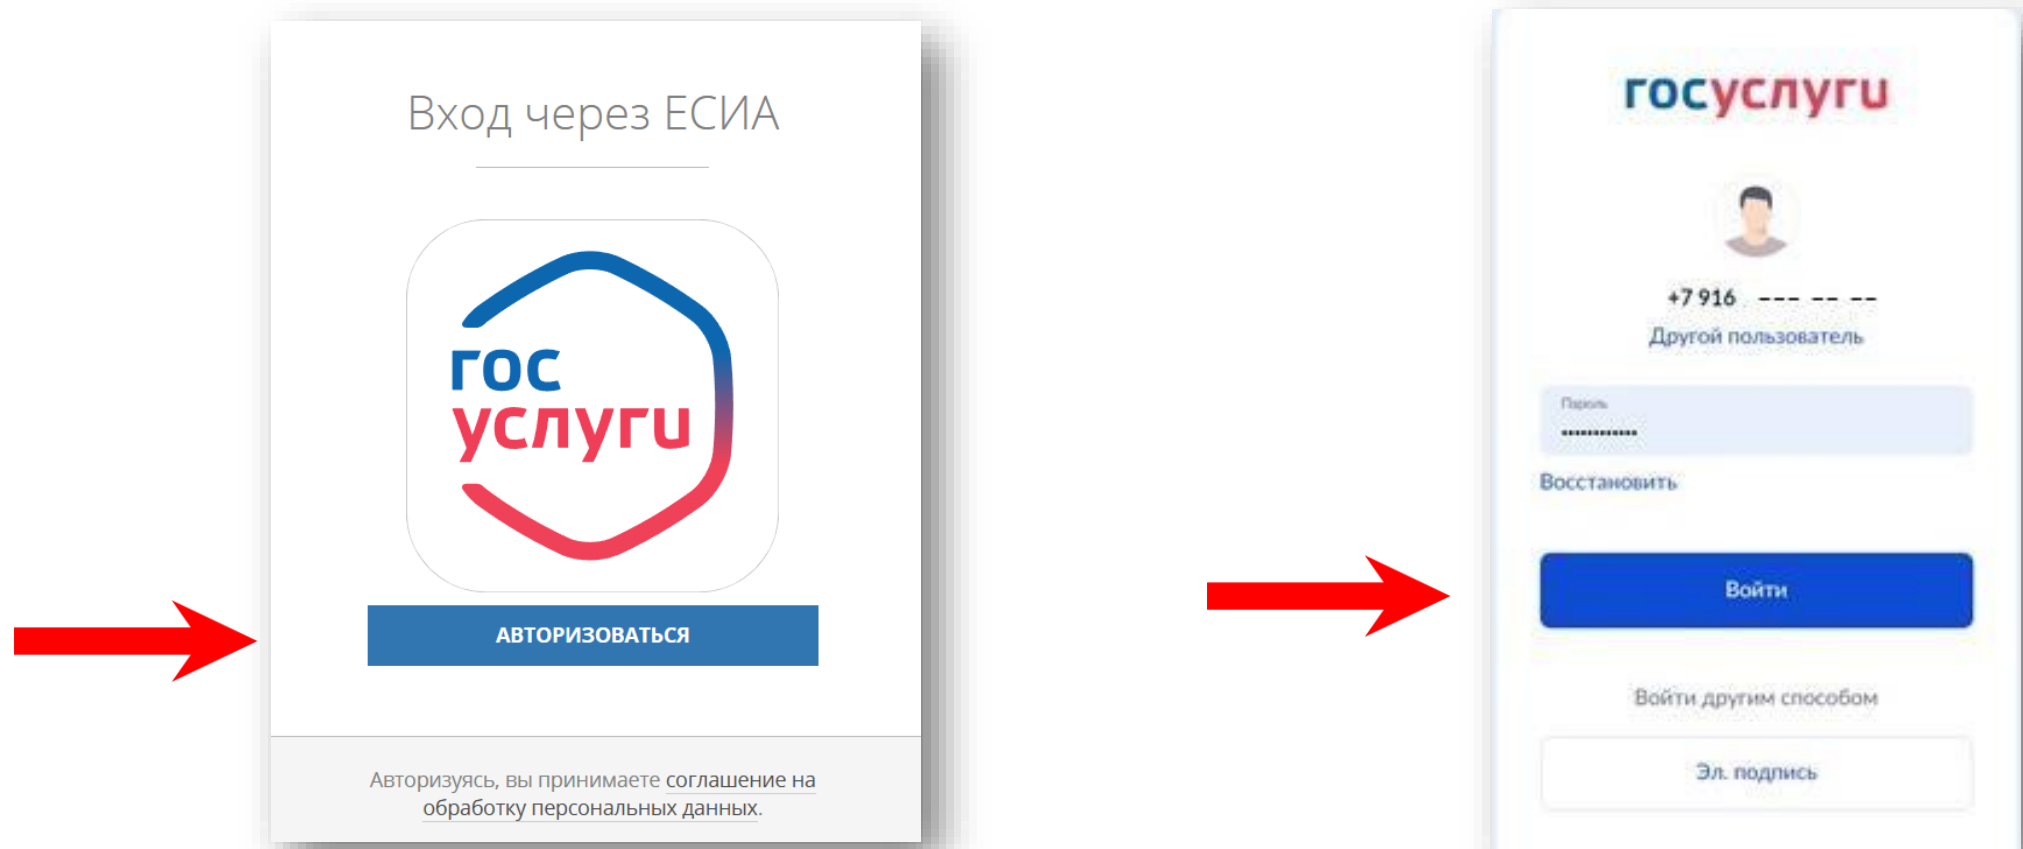 Вход через ЕСИА
гос
услуги
АВТОРИЗОВАТЬСЯ
Авторизуясь, вы принимаете соглашение на
обработку персональных данных.
госуслуги
+7 916 --- -- --
Другой пользователь
Пароль
••••••••••••
Восстановить
Войти
Войти другим способом
Эл. подпись